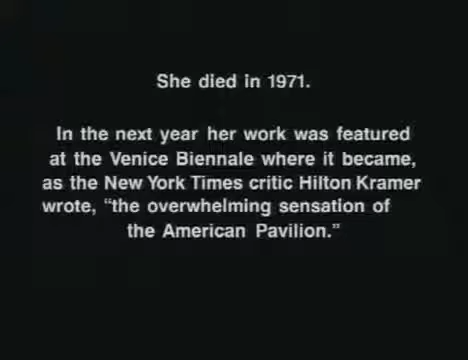 She died in 1971.
In the next year her work was featured
at the Venice Biennale where it became,
as the New York Times critic Hilton Kramer
wrote, “the overwhelming sensation of
the American Pavilion.”